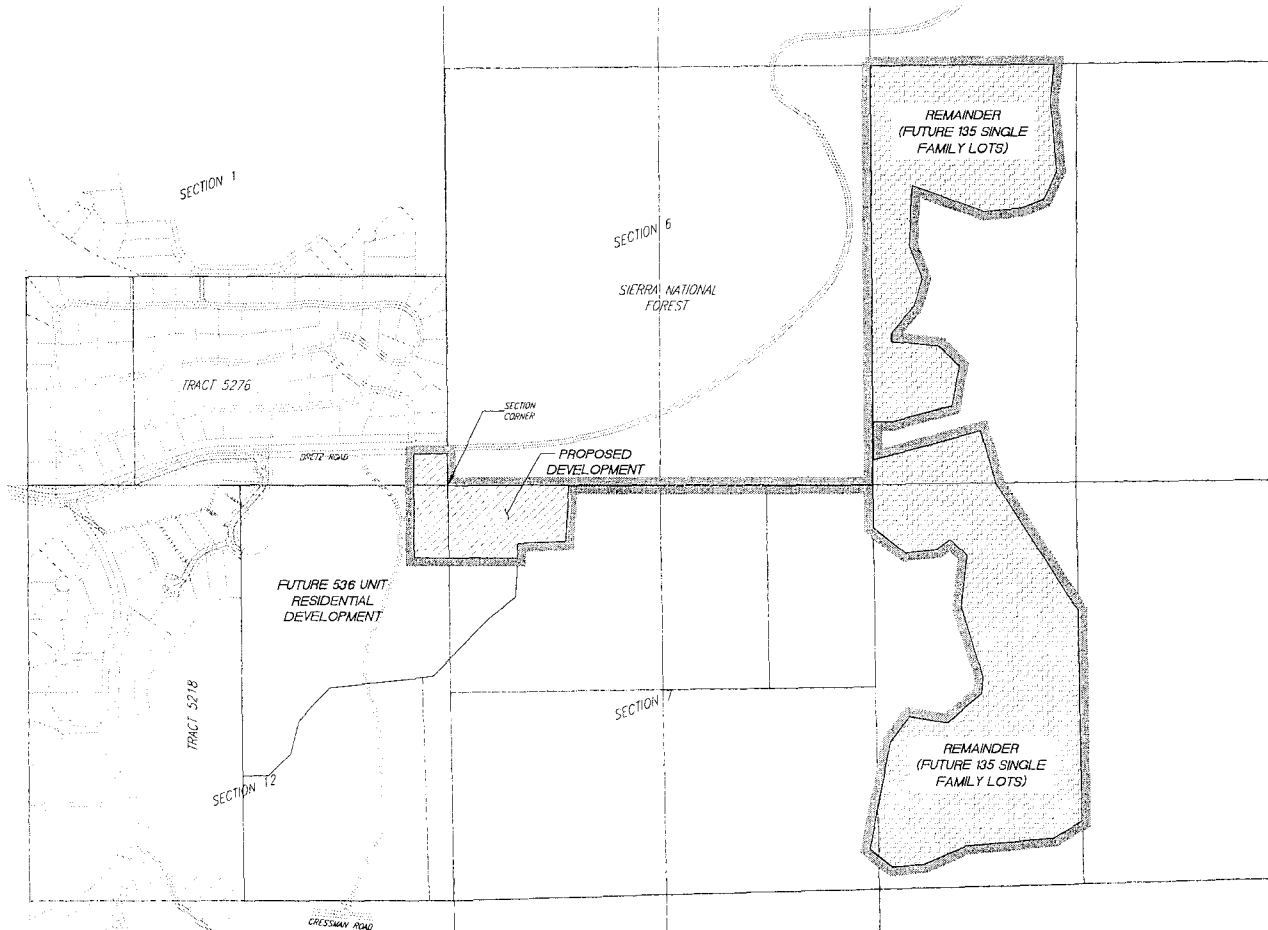 REMAINDER
(FUTURE 135 SINGLE
FAMILY LOTS)
SECTION 1
SECTION 6
SIERRA NATIONAL
FOREST
TRACT 5276
SECTION
CORNER
BRETZ ROAD
PROPOSED
DEVELOPMENT
FUTURE 536 UNIT
RESIDENTIAL
DEVELOPMENT
TRACT 5218
SECTION 7
SECTION 12
REMAINDER
(FUTURE 135 SINGLE
FAMILY LOTS)
CRESSMAN ROAD